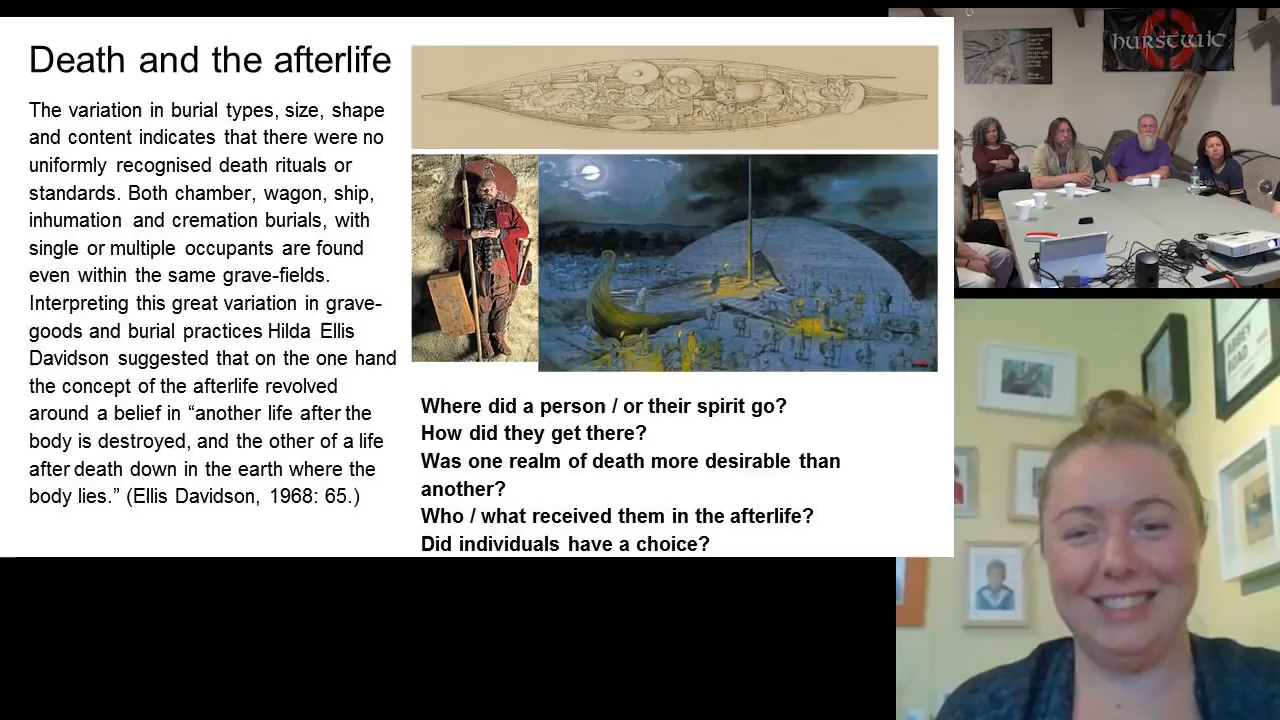 Death and the afterlife
The variation in burial types, size, shape
and content indicates that there were no
uniformly recognised death rituals or
standards. Both chamber, wagon, ship,
inhumation and cremation burials, with
single or multiple occupants are found
even within the same grave-fields.
Interpreting this great variation in grave-
goods and burial practices Hilda Ellis
Davidson suggested that on the one hand
the concept of the afterlife revolved
around a belief in “another life after the
body is destroyed, and the other of a life
after death down in the earth where the
body lies.” (Ellis Davidson, 1968: 65.)
Where did a person / or their spirit go?
How did they get there?
Was one realm of death more desirable than
another?
Who / what received them in the afterlife?
Did individuals have a choice?
hurstwic
ABBEY
ROAD